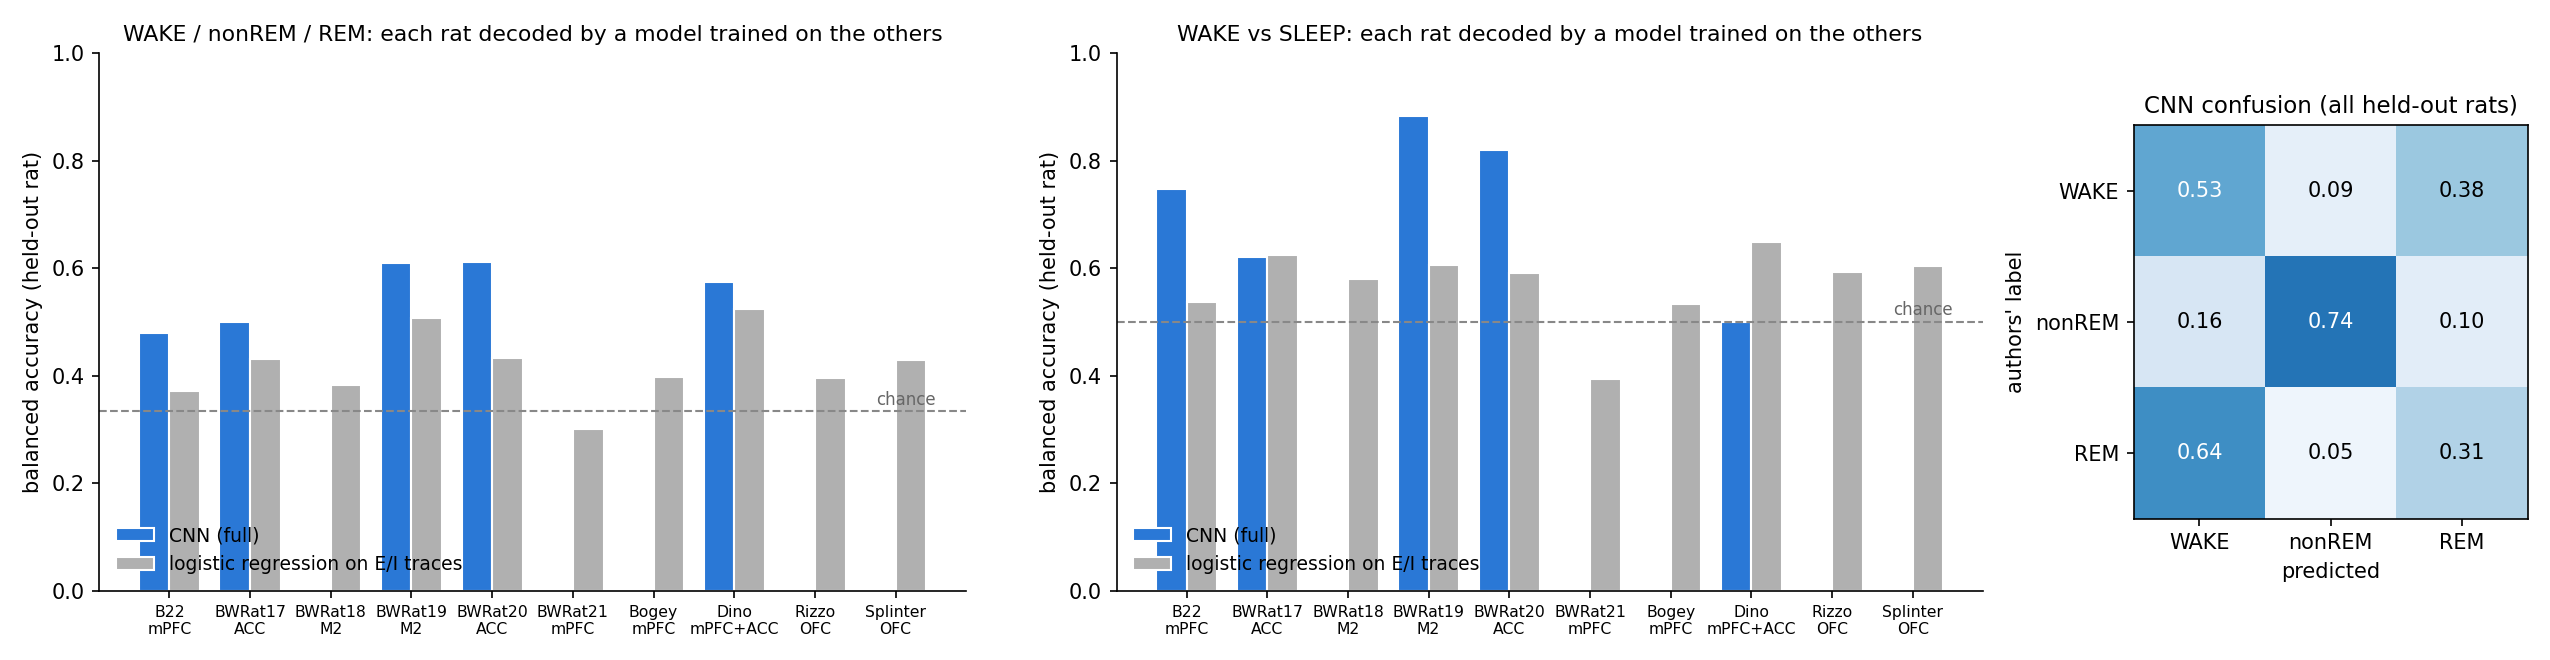 WAKE / nonREM / REM: each rat decoded by a model trained on the others
balanced accuracy (held-out rat)
1.0
0.8
0.6
0.4
0.2
0.0
chance
CNN (full)
logistic regression on E/I traces
B22 BWRat17 BWRat18 BWRat19 BWRat20 BWRat21 Bogey Dino Rizzo Splinter
mPFC ACC M2 M2 ACC mPFC mPFC mPFC+ACC OFC OFC
WAKE vs SLEEP: each rat decoded by a model trained on the others
balanced accuracy (held-out rat)
1.0
0.8
0.6
0.4
0.2
0.0
chance
CNN (full)
logistic regression on E/I traces
B22 BWRat17 BWRat18 BWRat19 BWRat20 BWRat21 Bogey Dino Rizzo Splinter
mPFC ACC M2 M2 ACC mPFC mPFC mPFC+ACC OFC OFC
CNN confusion (all held-out rats)
authors' label
WAKE 0.53 0.09 0.38
nonREM 0.16 0.74 0.10
REM 0.64 0.05 0.31
WAKE nonREM REM
predicted